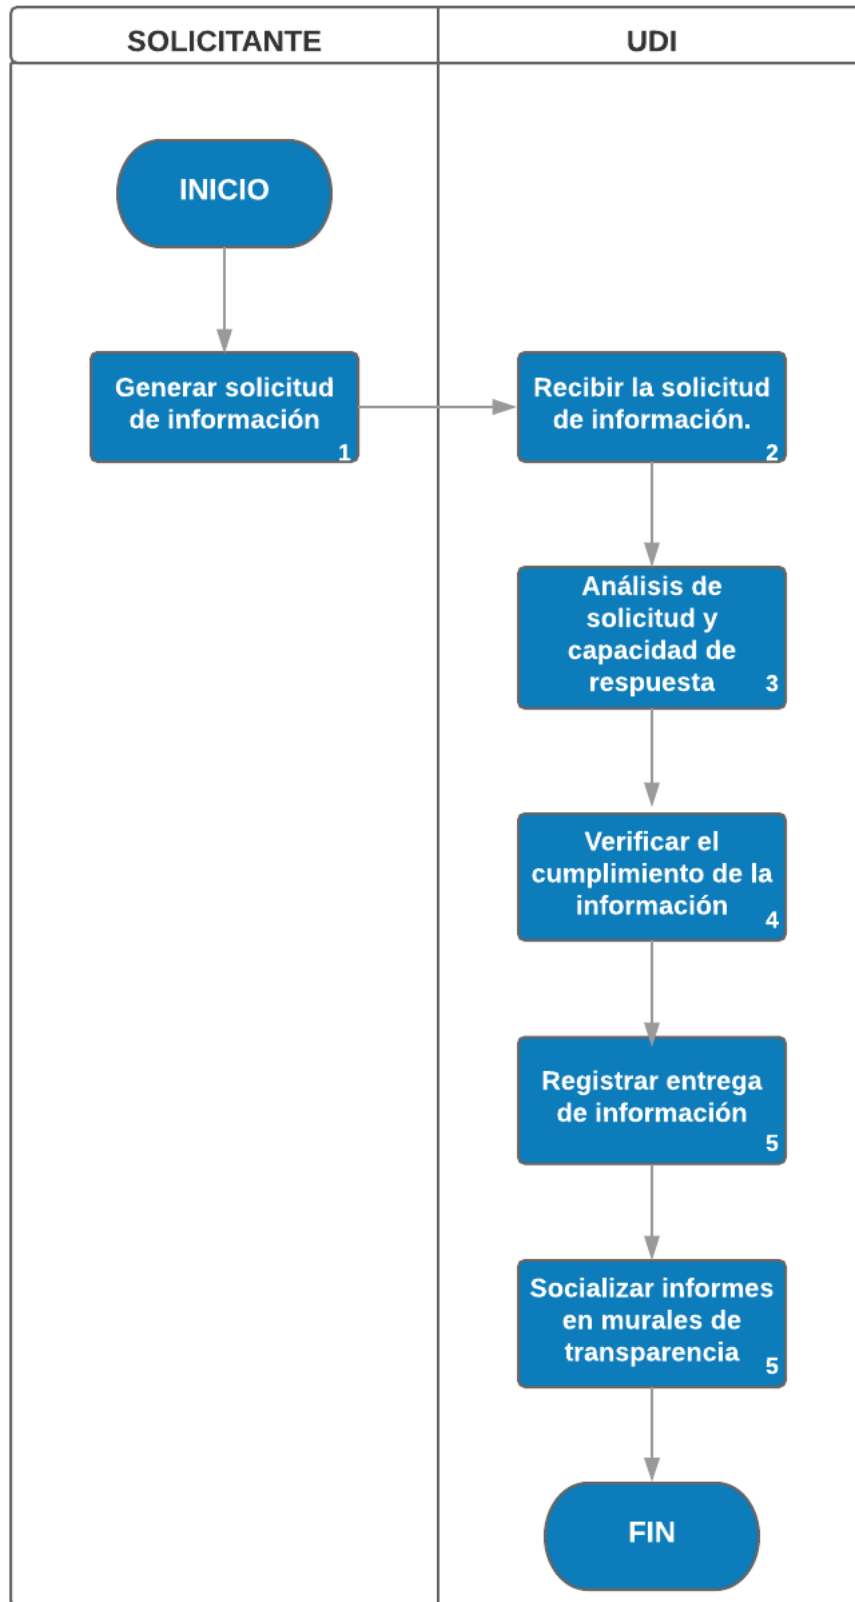 SOLICITANTE
UDI
INICIO
Generar solicitud
de información
1
Recibir la solicitud
de información.
2
Análisis de
solicitud y
capacidad de
respuesta
3
Verificar el
cumplimiento de la
información
4
Registrar entrega
de información
5
Socializar informes
en murales de
transparencia
5
FIN